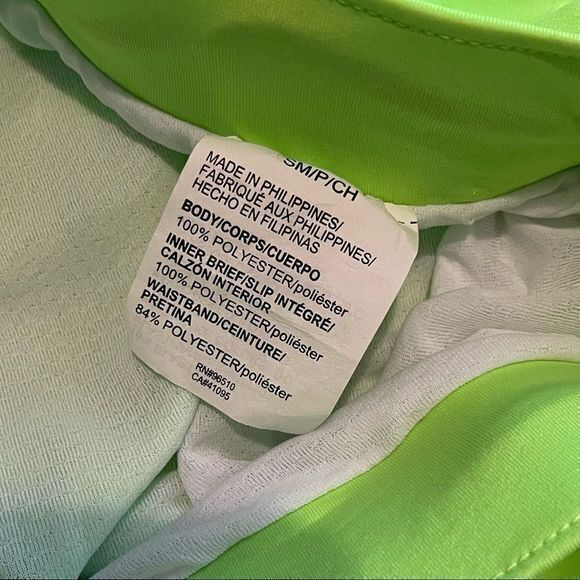 SM/P/CH
MADE IN PHILIPPINES/
FABRIQUÉ AUX PHILIPPINES/
HECHO EN FILIPINAS
BODY/CORPS/CUERPO
100% POLYESTER/poliéster
INNER BRIEF/SLIP INTÉGRÉ/
CALZÓN INTERIOR
100% POLYESTER/poliéster
WAISTBAND/CEINTURE/
PRETINA
84% POLYESTER/poliéster
RN#96510
CA#41095